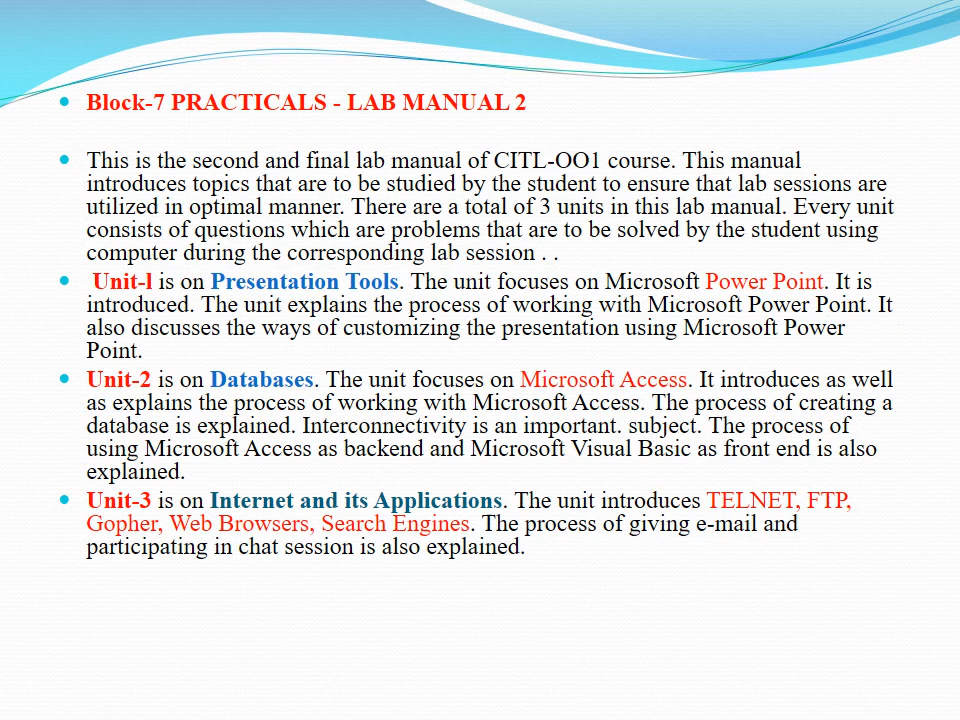 Block-7 PRACTICALS - LAB MANUAL 2
This is the second and final lab manual of CITL-OO1 course. This manual
introduces topics that are to be studied by the student to ensure that lab sessions are
utilized in optimal manner. There are a total of 3 units in this lab manual. Every unit
consists of questions which are problems that are to be solved by the student using
computer during the corresponding lab session . .
Unit-l is on Presentation Tools. The unit focuses on Microsoft Power Point. It is
introduced. The unit explains the process of working with Microsoft Power Point. It
also discusses the ways of customizing the presentation using Microsoft Power
Point.
Unit-2 is on Databases. The unit focuses on Microsoft Access. It introduces as well
as explains the process of working with Microsoft Access. The process of creating a
database is explained. Interconnectivity is an important. subject. The process of
using Microsoft Access as backend and Microsoft Visual Basic as front end is also
explained.
Unit-3 is on Internet and its Applications. The unit introduces TELNET, FTP,
Gopher, Web Browsers, Search Engines. The process of giving e-mail and
participating in chat session is also explained.